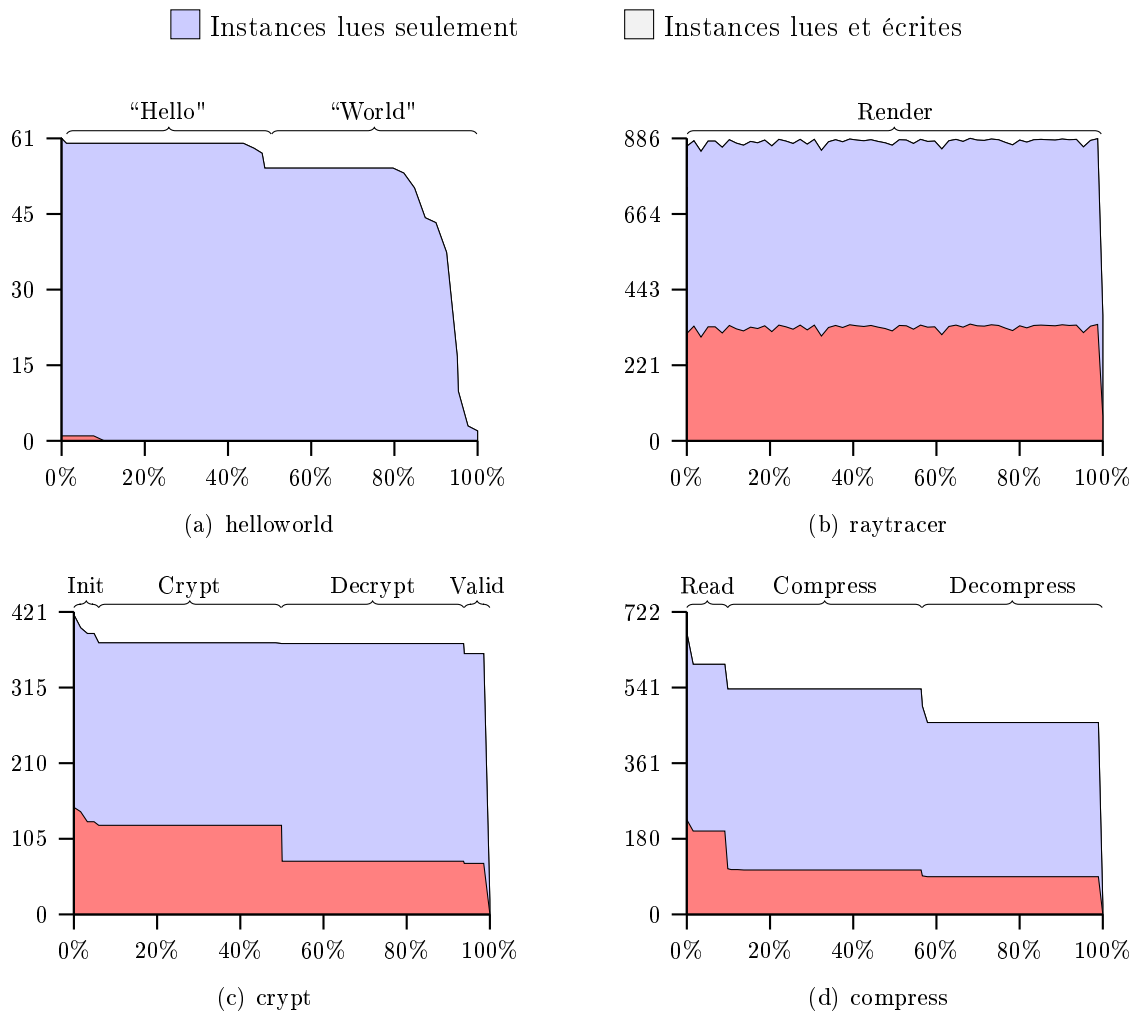 Instances lues seulement
Instances lues et écrites
“Hello"
“World"
61
45
30
15
0
0% 20% 40% 60% 80% 100%
(a) helloworld
Render
886
664
443
221
0
0% 20% 40% 60% 80% 100%
(b) raytracer
Init Crypt Decrypt Valid
421
315
210
105
0
0% 20% 40% 60% 80% 100%
(c) crypt
Read Compress Decompress
722
541
361
180
0
0% 20% 40% 60% 80% 100%
(d) compress